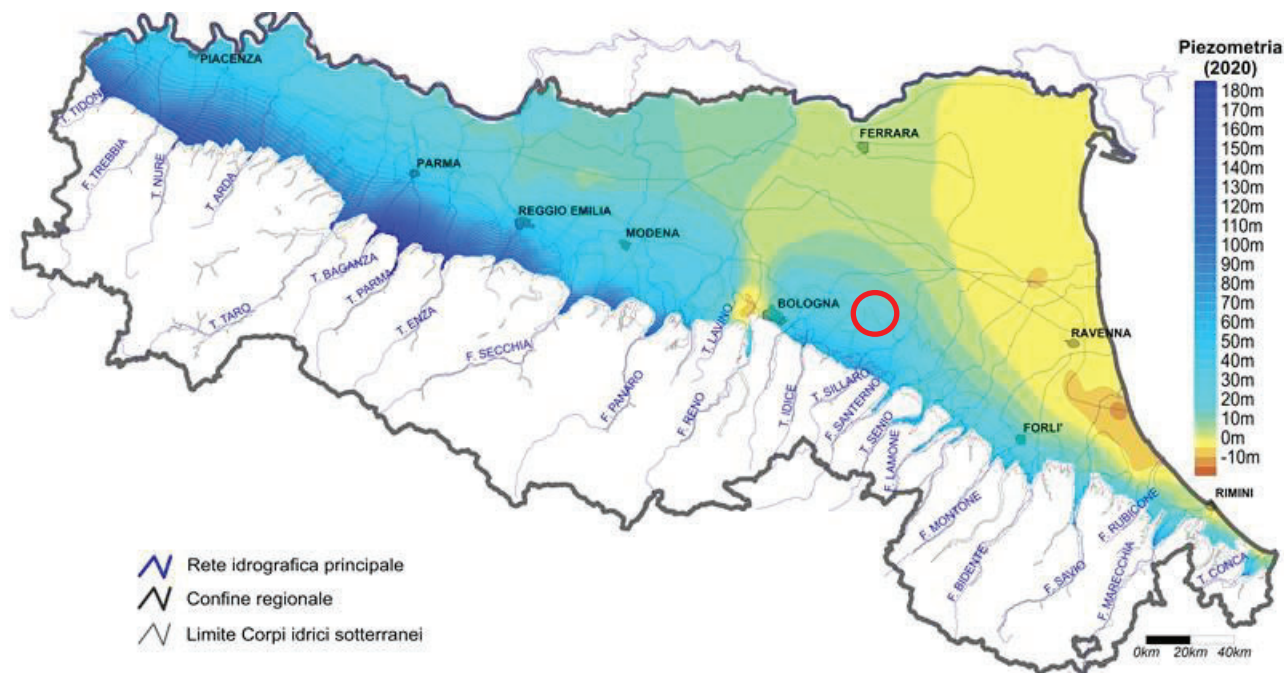 Piezometria
(2020)
180m
170m
160m
150m
140m
130m
120m
110m
100m
90m
80m
70m
60m
50m
40m
30m
20m
10m
0m
-10m
PIACENZA
PARMA
REGGIO EMILIA
MODENA
BOLOGNA
FERRARA
RAVENNA
FORLI'
RIMINI
T. TIDONE
F. TREBBIA
T. NURE
T. ARDA
T. TARO
T. BAGANZA
T. PARMA
T. ENZA
F. SECCHIA
F. PANARO
F. RENO
T. LAVINO
T. IDICE
T. SILLARO
F. SANTERNO
T. SENIO
F. LAMONE
F. MONTONE
F. BIDENTE
F. SAVIO
F. RUBICONE
F. MARECCHIA
T. CONCA
Rete idrografica principale
Confine regionale
Limite Corpi idrici sotterranei
0km 20km 40km